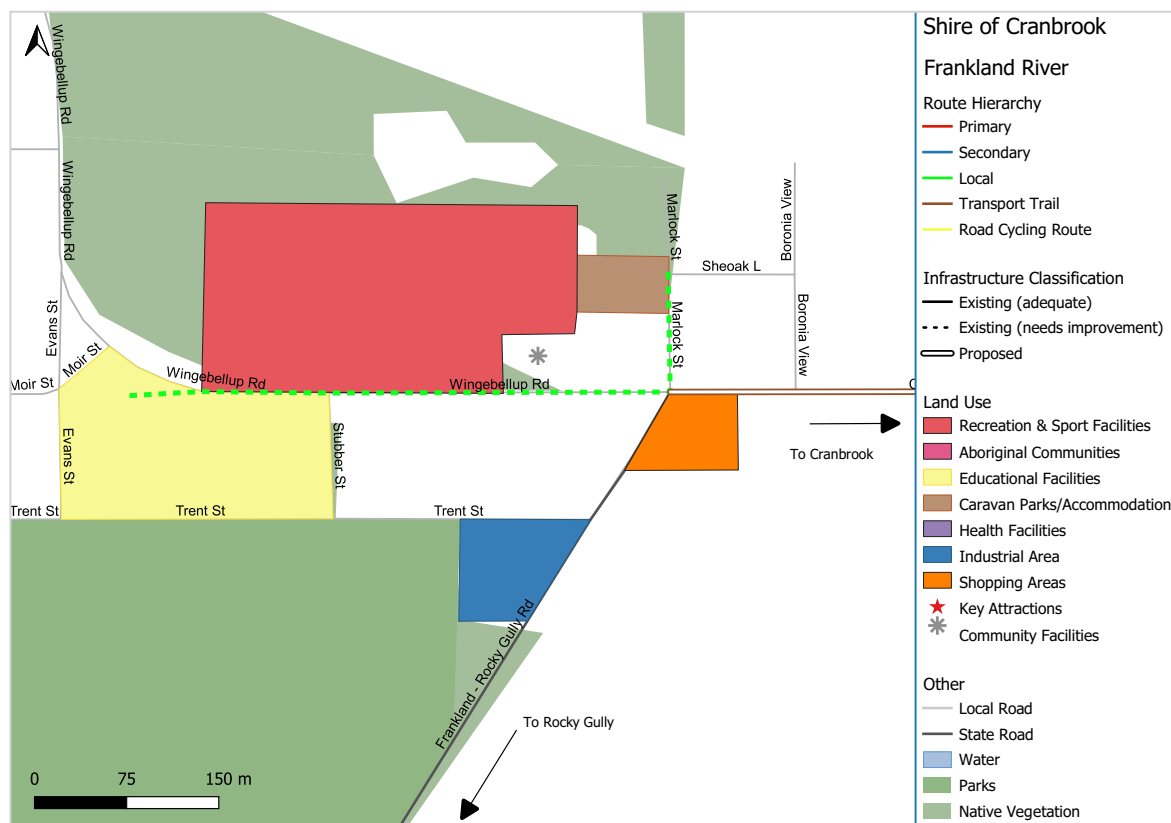 Shire of Cranbrook
Frankland River
Route Hierarchy
Primary
Secondary
Local
Transport Trail
Road Cycling Route
Infrastructure Classification
Existing (adequate)
Existing (needs improvement)
Proposed
Land Use
Recreation & Sport Facilities
Aboriginal Communities
Educational Facilities
Caravan Parks/Accommodation
Health Facilities
Industrial Area
Shopping Areas
Key Attractions
Community Facilities
Other
Local Road
State Road
Water
Parks
Native Vegetation
Wingebellup Rd
Wingebellup Rd
Marlock St
Boronia View
Sheoak L
Evans St
Moir St
Marlock St
Boronia View
Moir St
Wingebellup Rd
Wingebellup Rd
Evans St
Stubber St
To Cranbrook
Trent St
Trent St
Trent St
Frankland - Rocky Gully Rd
To Rocky Gully
0 75 150 m